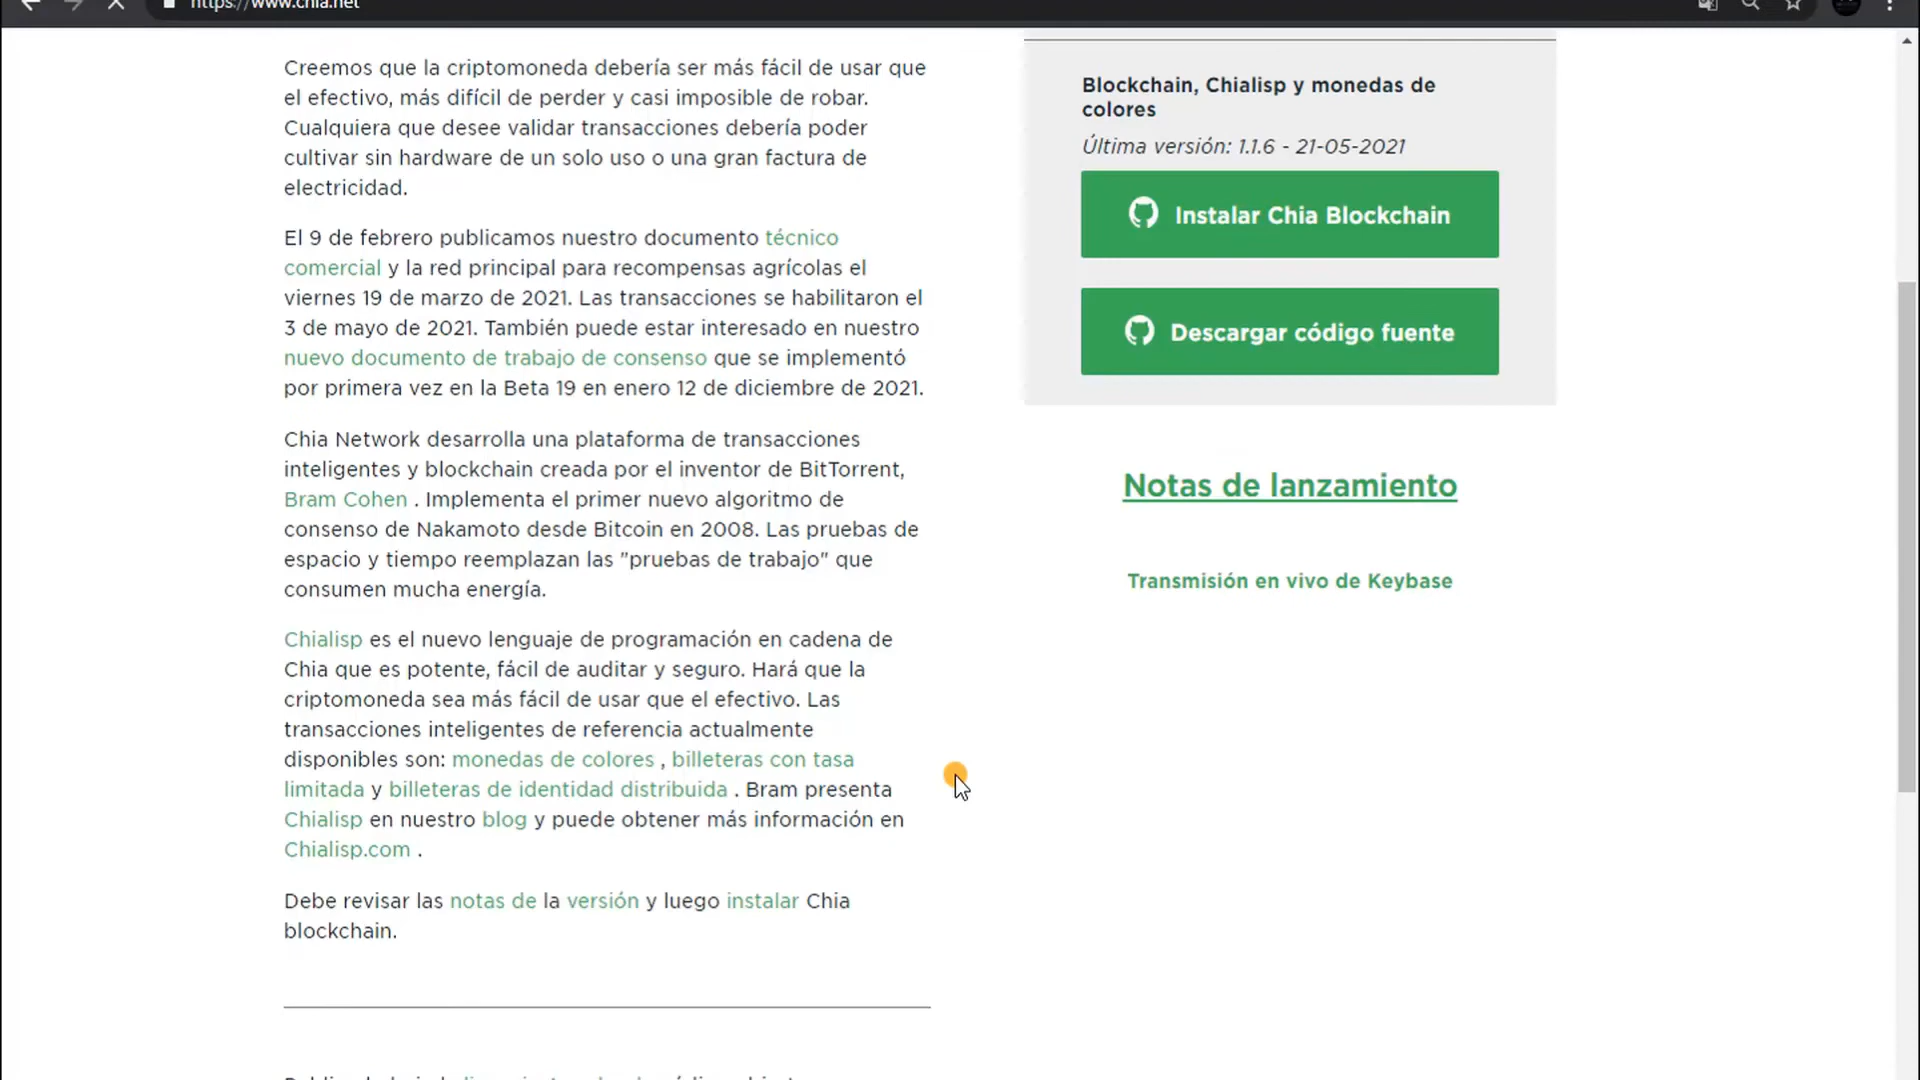 https://www.chia.net
Creemos que la criptomoneda debería ser más fácil de usar que
el efectivo, más difícil de perder y casi imposible de robar.
Cualquiera que desee validar transacciones debería poder
cultivar sin hardware de un solo uso o una gran factura de
electricidad.
El 9 de febrero publicamos nuestro documento técnico
comercial y la red principal para recompensas agrícolas el
viernes 19 de marzo de 2021. Las transacciones se habilitaron el
3 de mayo de 2021. También puede estar interesado en nuestro
nuevo documento de trabajo de consenso que se implementó
por primera vez en la Beta 19 en enero 12 de diciembre de 2021.
Chia Network desarrolla una plataforma de transacciones
inteligentes y blockchain creada por el inventor de BitTorrent,
Bram Cohen . Implementa el primer nuevo algoritmo de
consenso de Nakamoto desde Bitcoin en 2008. Las pruebas de
espacio y tiempo reemplazan las "pruebas de trabajo" que
consumen mucha energía.
Chialisp es el nuevo lenguaje de programación en cadena de
Chia que es potente, fácil de auditar y seguro. Hará que la
criptomoneda sea más fácil de usar que el efectivo. Las
transacciones inteligentes de referencia actualmente
disponibles son: monedas de colores , billeteras con tasa
limitada y billeteras de identidad distribuida . Bram presenta
Chialisp en nuestro blog y puede obtener más información en
Chialisp.com .
Debe revisar las notas de la versión y luego instalar Chia
blockchain.
Blockchain, Chialisp y monedas de
colores
Última versión: 1.1.6 - 21-05-2021
Instalar Chia Blockchain
Descargar código fuente
Notas de lanzamiento
Transmisión en vivo de Keybase